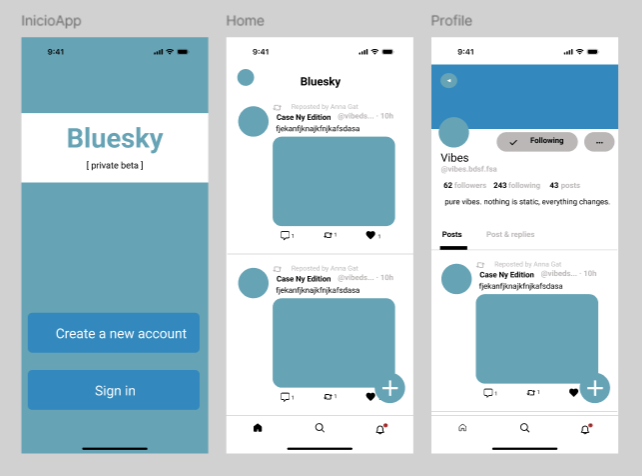 InicioApp
9:41
Bluesky
[ private beta ]
Create a new account
Sign in
Home
9:41
Bluesky
Reposted by Anna Gat
Case Ny Edition @vibeds... · 10h
fjekanfjknajkfnjkafsdasa
1 1 1
Reposted by Anna Gat
Case Ny Edition @vibeds... · 10h
fjekanfjknajkfnjkafsdasa
1 1
Profile
9:41
Following ...
Vibes
@vibes.bdsf.fsa
62 followers 243 following 43 posts
pure vibes. nothing is static, everything changes.
Posts Post & replies
Reposted by Anna Gat
Case Ny Edition @vibeds... · 10h
fjekanfjknajkfnjkafsdasa
1 1